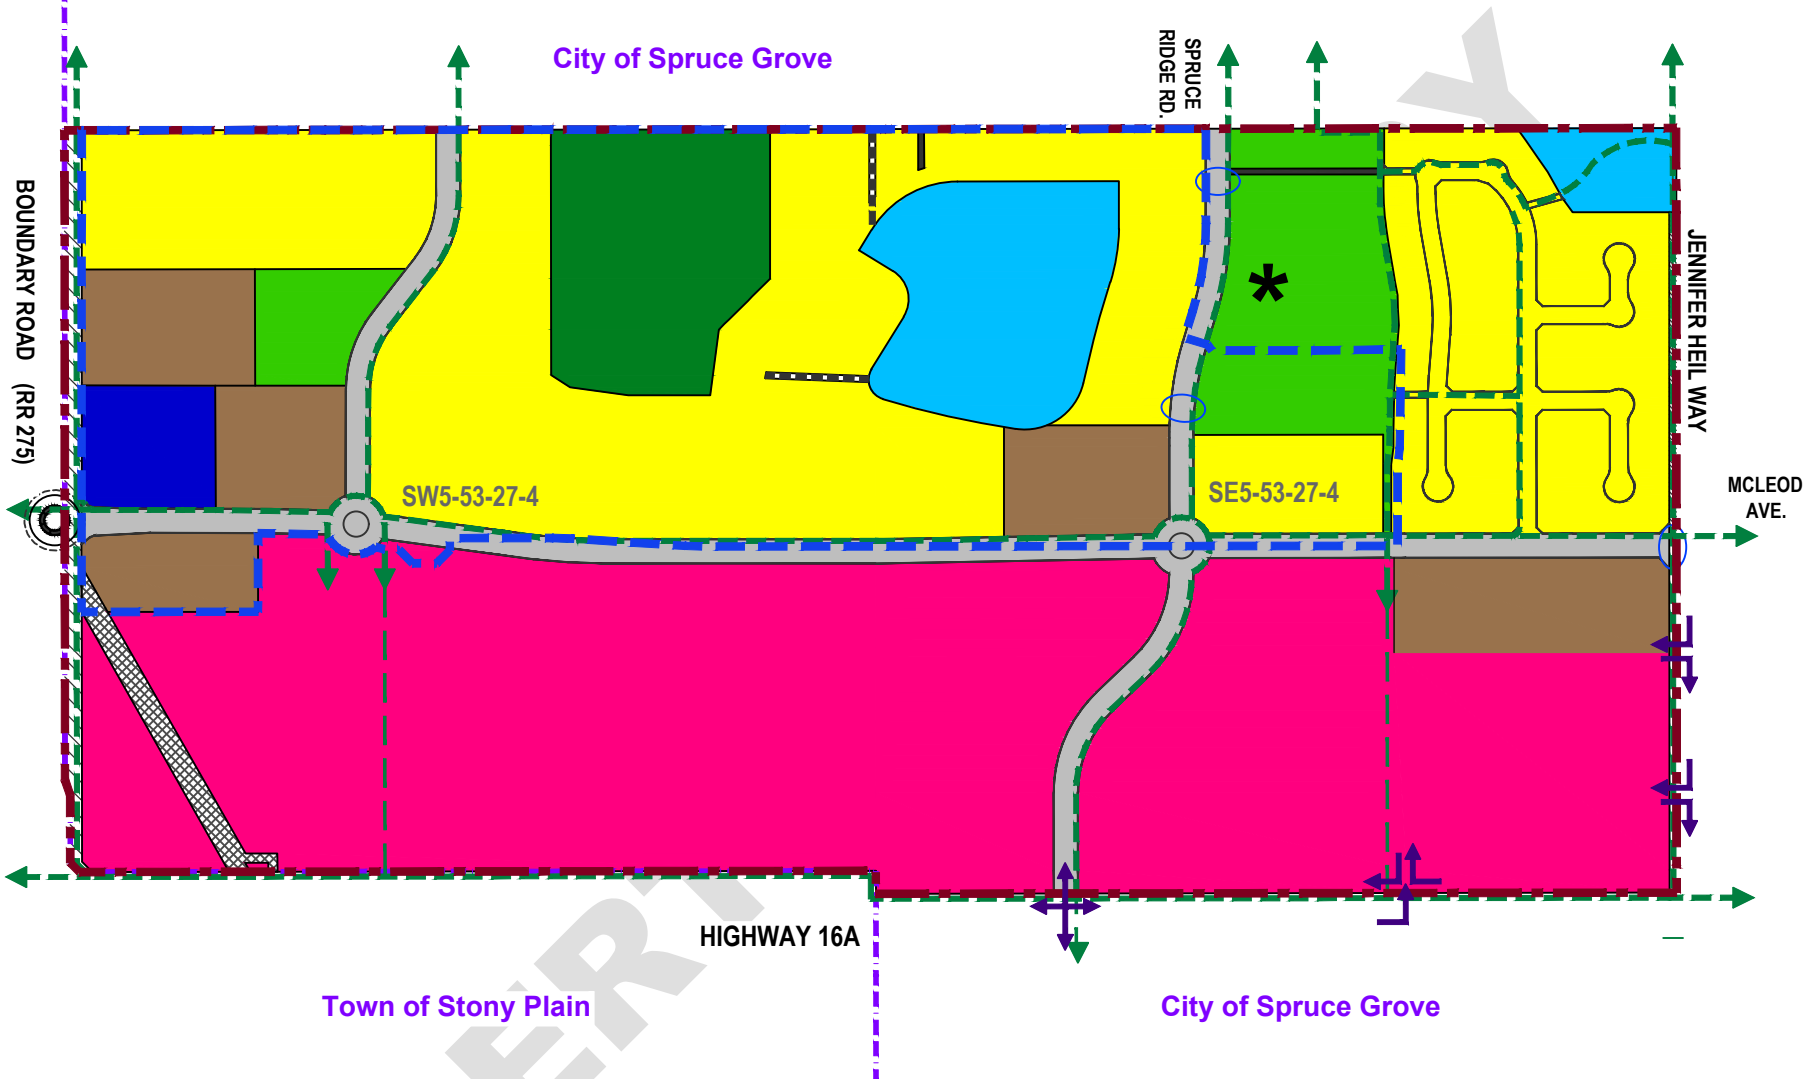 City of Spruce Grove
SPRUCE
RIDGE RD.
BOUNDARY ROAD (RR 275)
JENNIFER HEIL WAY
*
SW5-53-27-4
SE5-53-27-4
MCLEOD
AVE.
HIGHWAY 16A
Town of Stony Plain
City of Spruce Grove